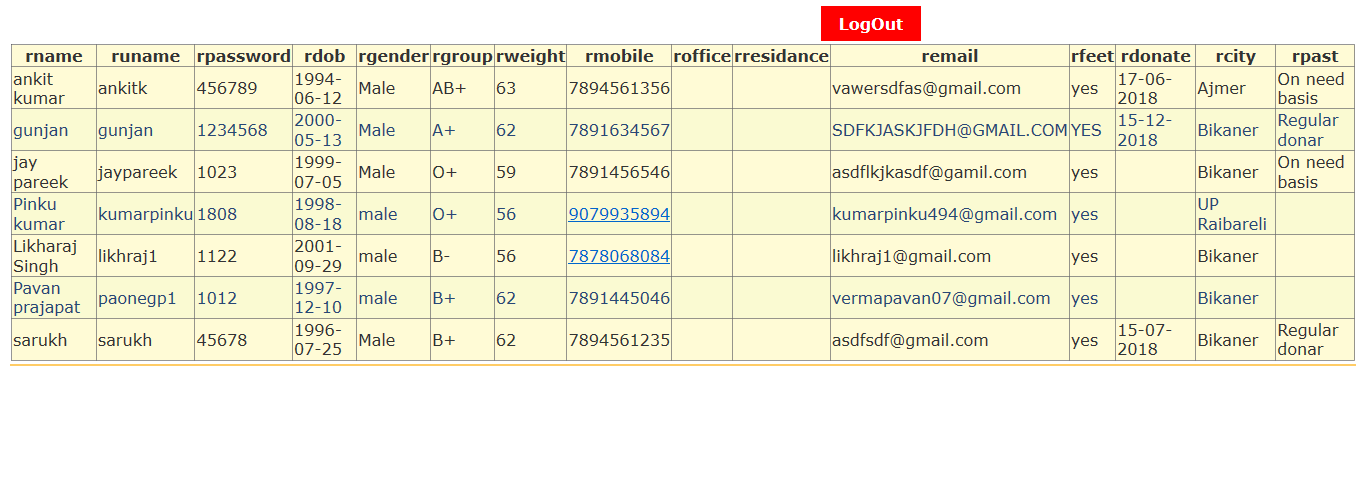 LogOut
rname runame rpassword rdob rgender rgroup rweight rmobile roffice rresidance remail rfeet rdonate rcity rpast
ankit kumar ankitk 456789 1994-06-12 Male AB+ 63 7894561356 vawersdfas@gmail.com yes 17-06-2018 Ajmer On need basis
gunjan gunjan 1234568 2000-05-13 Male A+ 62 7891634567 SDFKJASKJFDH@GMAIL.COM YES 15-12-2018 Bikaner Regular donar
jay pareek jaypareek 1023 1999-07-05 Male O+ 59 7891456546 asdflkjkasdf@gamil.com yes Bikaner On need basis
Pinku kumar kumarpinku 1808 1998-08-18 male O+ 56 9079935894 kumarpinku494@gmail.com yes UP Raibareli
Likharaj Singh likhraj1 1122 2001-09-29 male B- 56 7878068084 likhraj1@gmail.com yes Bikaner
Pavan prajapat paonegp1 1012 1997-12-10 male B+ 62 7891445046 vermapavan07@gmail.com yes Bikaner
sarukh sarukh 45678 1996-07-25 Male B+ 62 7894561235 asdfsdf@gmail.com yes 15-07-2018 Bikaner Regular donar